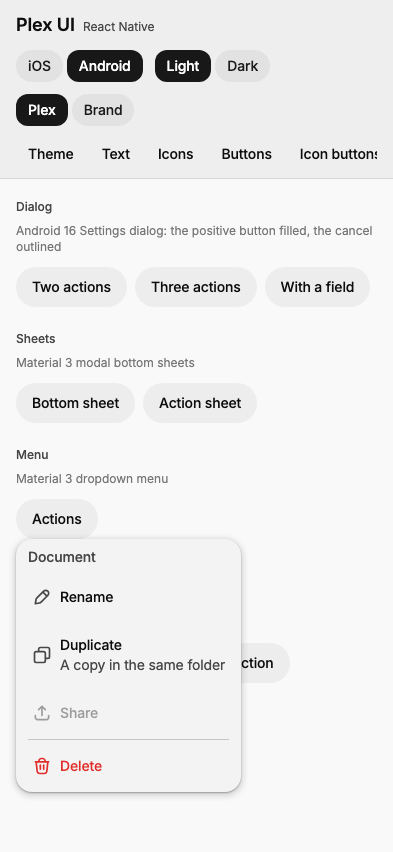 Plex UI React Native
iOS Android Light Dark
Plex Brand
Theme Text Icons Buttons Icon buttons
Dialog
Android 16 Settings dialog: the positive button filled, the cancel
outlined
Two actions Three actions With a field
Sheets
Material 3 modal bottom sheets
Bottom sheet Action sheet
Menu
Material 3 dropdown menu
Actions
Document
Rename
Duplicate
A copy in the same folder
ction
Share
Delete